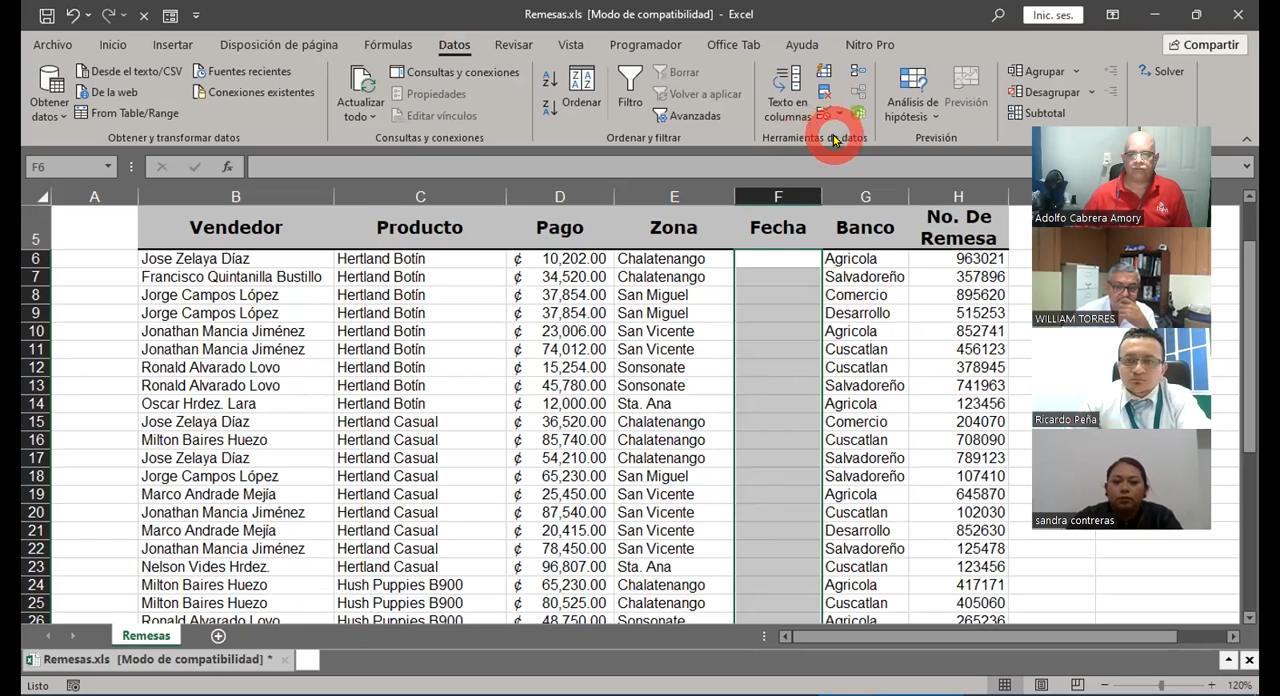 Remesas.xls [Modo de compatibilidad] - Excel
Inic. ses.
Archivo Inicio Insertar Disposición de página Fórmulas Datos Revisar Vista Programador Office Tab Ayuda Nitro Pro Compartir
Obtener datos
Desde el texto/CSV
De la web
From Table/Range
Fuentes recientes
Conexiones existentes
Obtener y transformar datos
Actualizar todo
Consultas y conexiones
Propiedades
Editar vínculos
Consultas y conexiones
Ordenar
Filtro
Borrar
Volver a aplicar
Avanzadas
Ordenar y filtrar
Texto en columnas
Herramientas de datos
Análisis de hipótesis
Previsión
Previsión
Agrupar
Desagrupar
Subtotal
Solver
F6 fx
A B C D E F G H
5 Vendedor Producto Pago Zona Fecha Banco No. De Remesa
6 Jose Zelaya Díaz Hertland Botín ₡ 10,202.00 Chalatenango Agricola 963021
7 Francisco Quintanilla Bustillo Hertland Botín ₡ 34,520.00 Chalatenango Salvadoreño 357896
8 Jorge Campos López Hertland Botín ₡ 37,854.00 San Miguel Comercio 895620
9 Jorge Campos López Hertland Botín ₡ 37,854.00 San Miguel Desarrollo 515253
10 Jonathan Mancia Jiménez Hertland Botín ₡ 23,006.00 San Vicente Agricola 852741
11 Jonathan Mancia Jiménez Hertland Botín ₡ 74,012.00 San Vicente Cuscatlan 456123
12 Ronald Alvarado Lovo Hertland Botín ₡ 15,254.00 Sonsonate Cuscatlan 378945
13 Ronald Alvarado Lovo Hertland Botín ₡ 45,780.00 Sonsonate Salvadoreño 741963
14 Oscar Hrdez. Lara Hertland Botín ₡ 12,000.00 Sta. Ana Agricola 123456
15 Jose Zelaya Díaz Hertland Casual ₡ 36,520.00 Chalatenango Comercio 204070
16 Milton Baires Huezo Hertland Casual ₡ 85,740.00 Chalatenango Cuscatlan 708090
17 Jose Zelaya Díaz Hertland Casual ₡ 54,210.00 Chalatenango Salvadoreño 789123
18 Jorge Campos López Hertland Casual ₡ 65,230.00 San Miguel Salvadoreño 107410
19 Marco Andrade Mejía Hertland Casual ₡ 25,450.00 San Vicente Agricola 645870
20 Jonathan Mancia Jiménez Hertland Casual ₡ 87,540.00 San Vicente Cuscatlan 102030
21 Marco Andrade Mejía Hertland Casual ₡ 20,415.00 San Vicente Desarrollo 852630
22 Jonathan Mancia Jiménez Hertland Casual ₡ 78,450.00 San Vicente Salvadoreño 125478
23 Nelson Vides Hrdez. Hertland Casual ₡ 96,807.00 Sta. Ana Cuscatlan 123456
24 Milton Baires Huezo Hush Puppies B900 ₡ 65,230.00 Chalatenango Agricola 417171
25 Milton Baires Huezo Hush Puppies B900 ₡ 80,525.00 Chalatenango Cuscatlan 405060
26 Ronald Alvarado Lovo Hush Puppies B900 ₡ 48,750.00 Sonsonate Agricola 265236
Adolfo Cabrera Amory
WILLIAM TORRES
Ricardo Peña
sandra contreras
Remesas
Remesas.xls [Modo de compatibilidad] *
Listo
120%